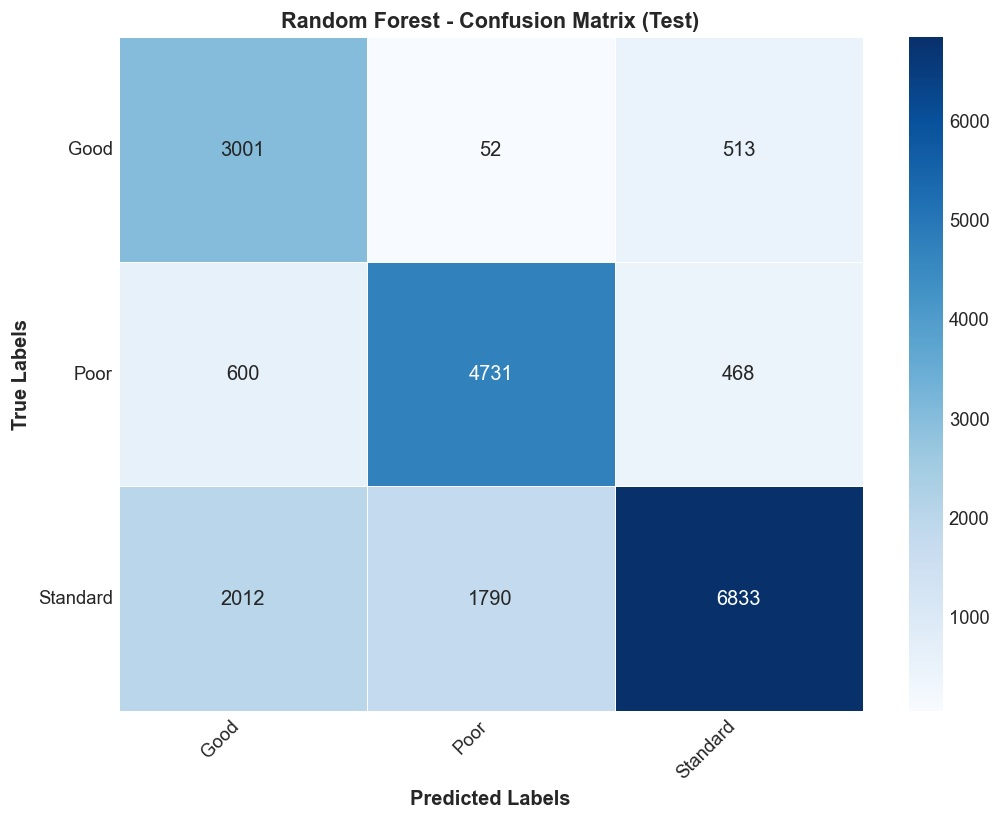 Random Forest - Confusion Matrix (Test)
True Labels
Good
3001
52
513
Poor
600
4731
468
Standard
2012
1790
6833
Good
Poor
Standard
Predicted Labels
6000
5000
4000
3000
2000
1000